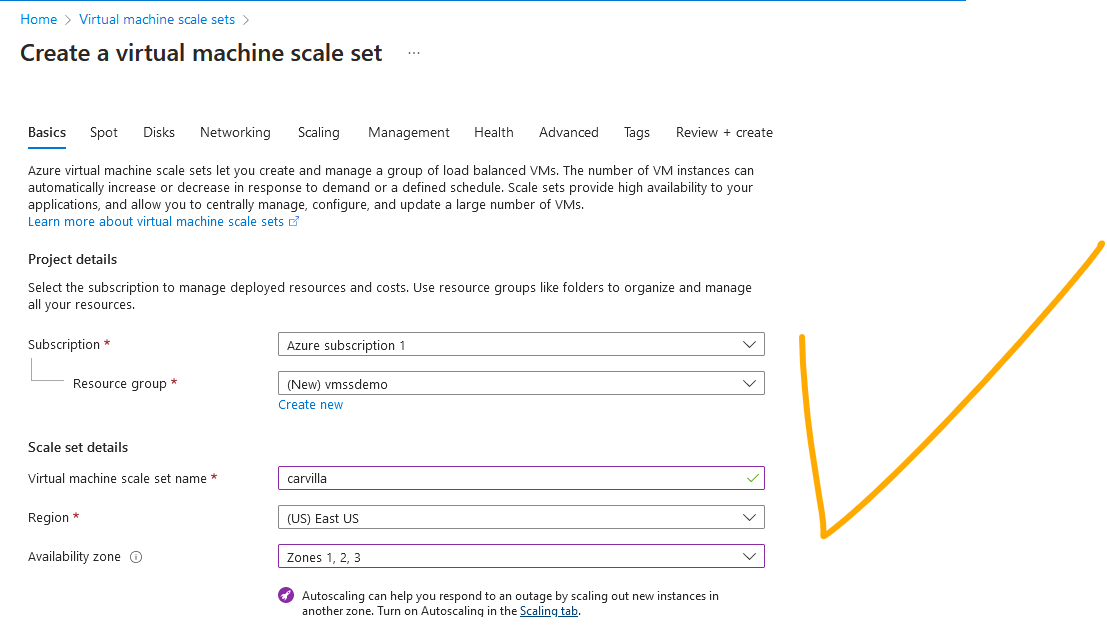 Home > Virtual machine scale sets >
Create a virtual machine scale set ...
Basics Spot Disks Networking Scaling Management Health Advanced Tags Review + create
Azure virtual machine scale sets let you create and manage a group of load balanced VMs. The number of VM instances can
automatically increase or decrease in response to demand or a defined schedule. Scale sets provide high availability to your
applications, and allow you to centrally manage, configure, and update a large number of VMs.
Learn more about virtual machine scale sets
Project details
Select the subscription to manage deployed resources and costs. Use resource groups like folders to organize and manage
all your resources.
Subscription * Azure subscription 1
Resource group * (New) vmssdemo
Create new
Scale set details
Virtual machine scale set name * carvilla
Region * (US) East US
Availability zone Zones 1, 2, 3
Autoscaling can help you respond to an outage by scaling out new instances in
another zone. Turn on Autoscaling in the Scaling tab.